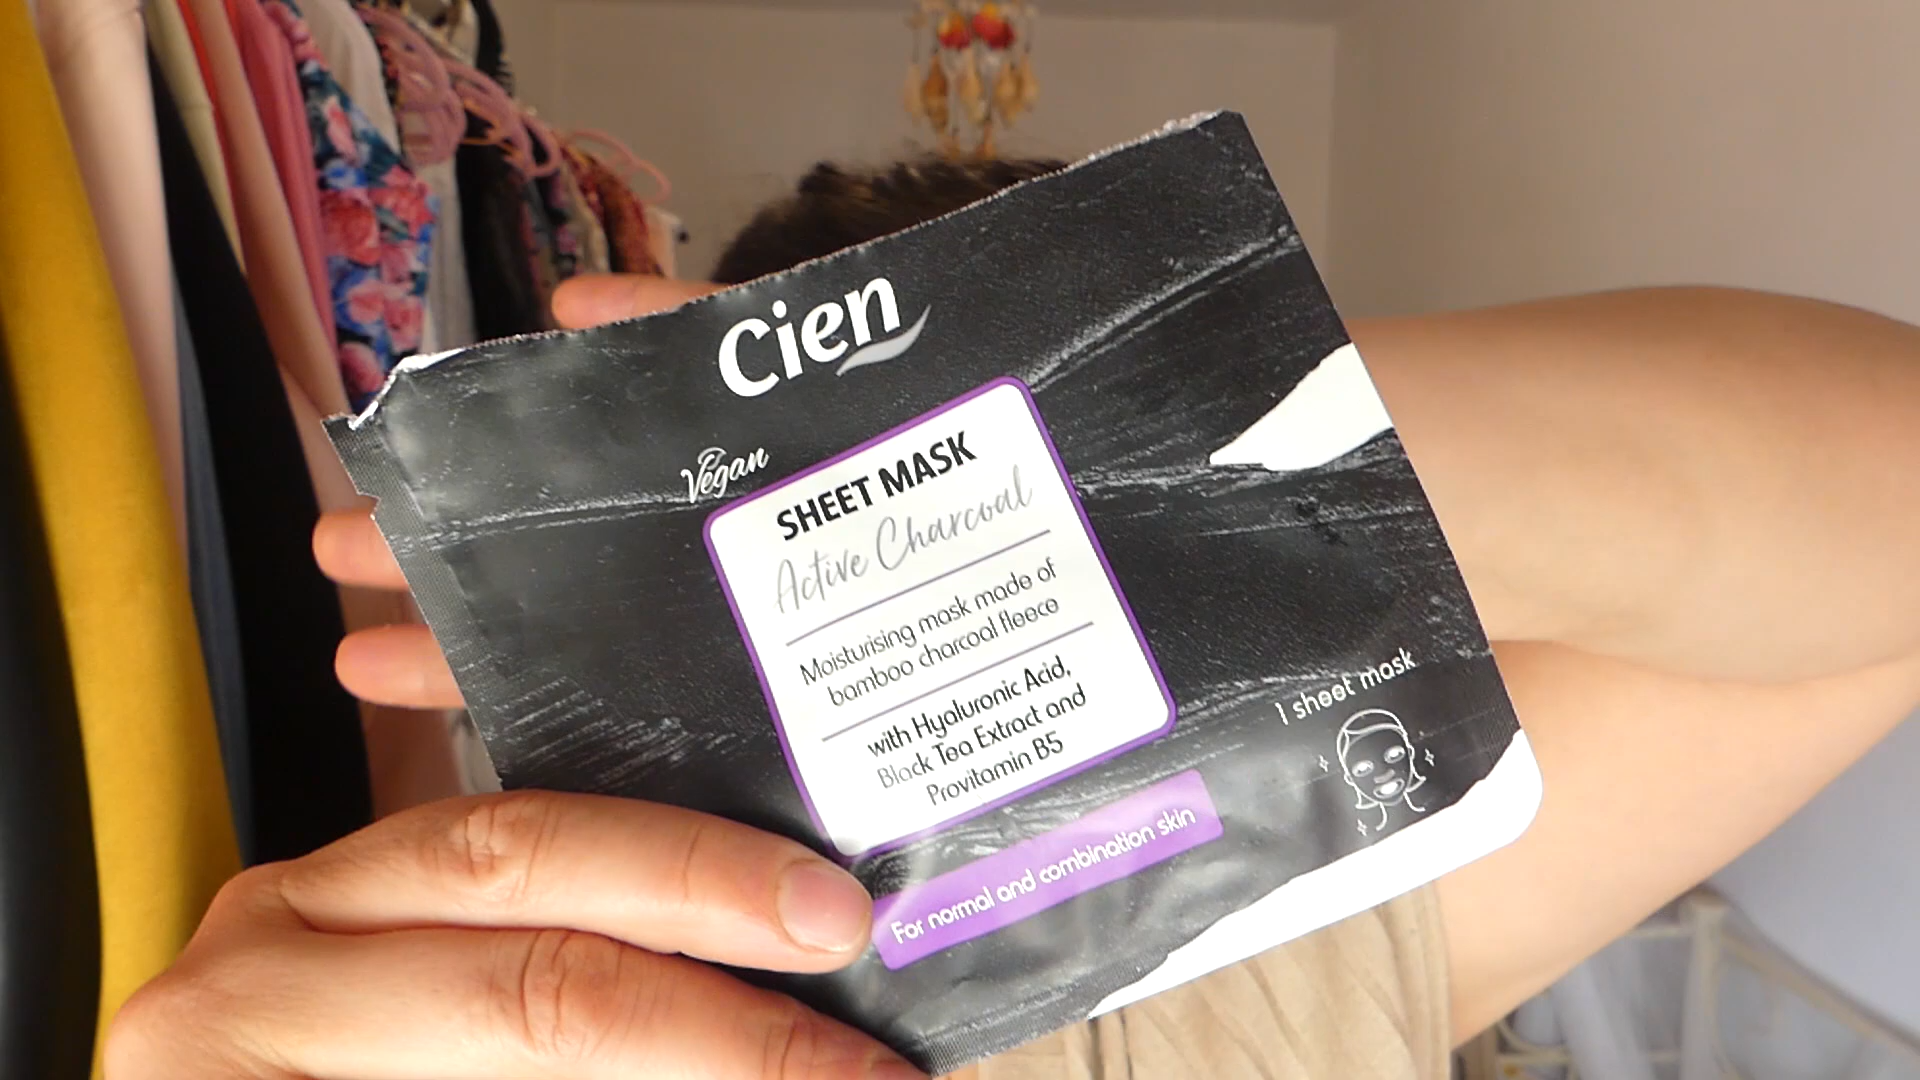 Cien
Vegan
SHEET MASK
Active Charcoal
Moisturising mask made of
bamboo charcoal fleece
with Hyaluronic Acid,
Black Tea Extract and
Provitamin B5
For normal and combination skin
1 sheet mask